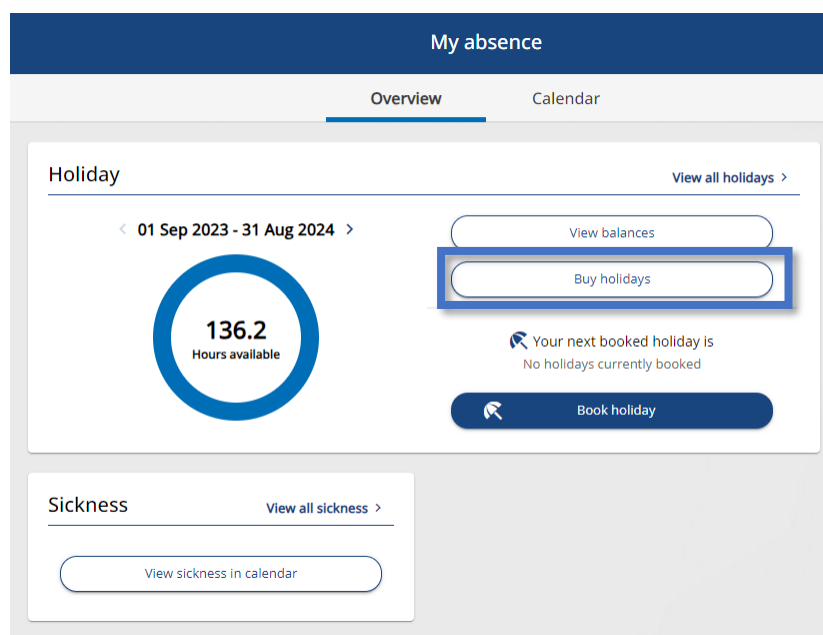 My absence
Overview
Calendar
Holiday
View all holidays >
< 01 Sep 2023 - 31 Aug 2024 >
136.2
Hours available
View balances
Buy holidays
Your next booked holiday is
No holidays currently booked
Book holiday
Sickness
View all sickness >
View sickness in calendar